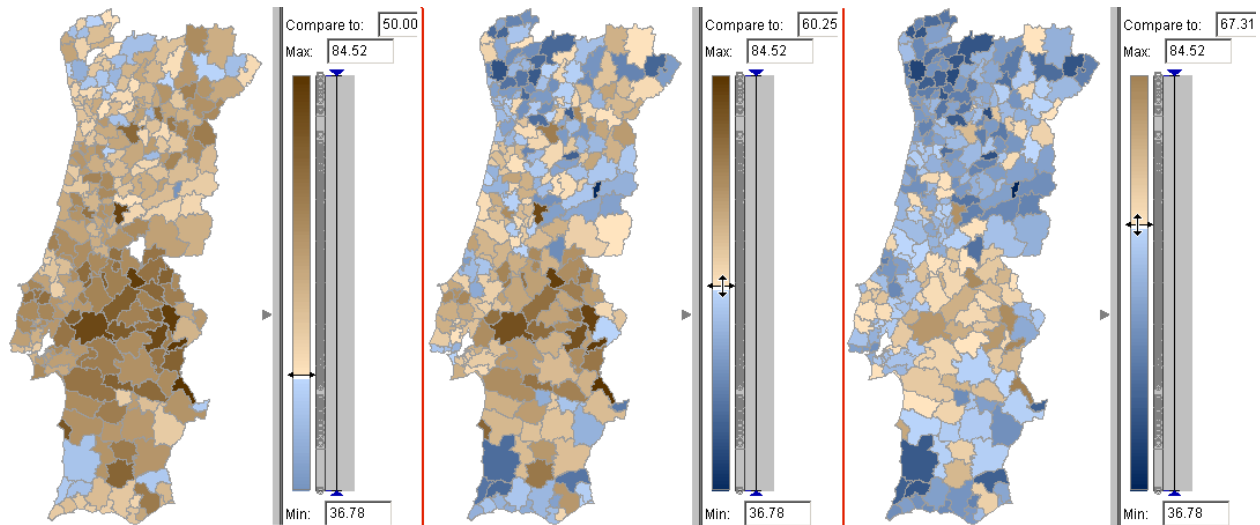 Compare to: 50.00
Max: 84.52
Min: 36.78
Compare to: 60.25
Max: 84.52
Min: 36.78
Compare to: 67.31
Max: 84.52
Min: 36.78